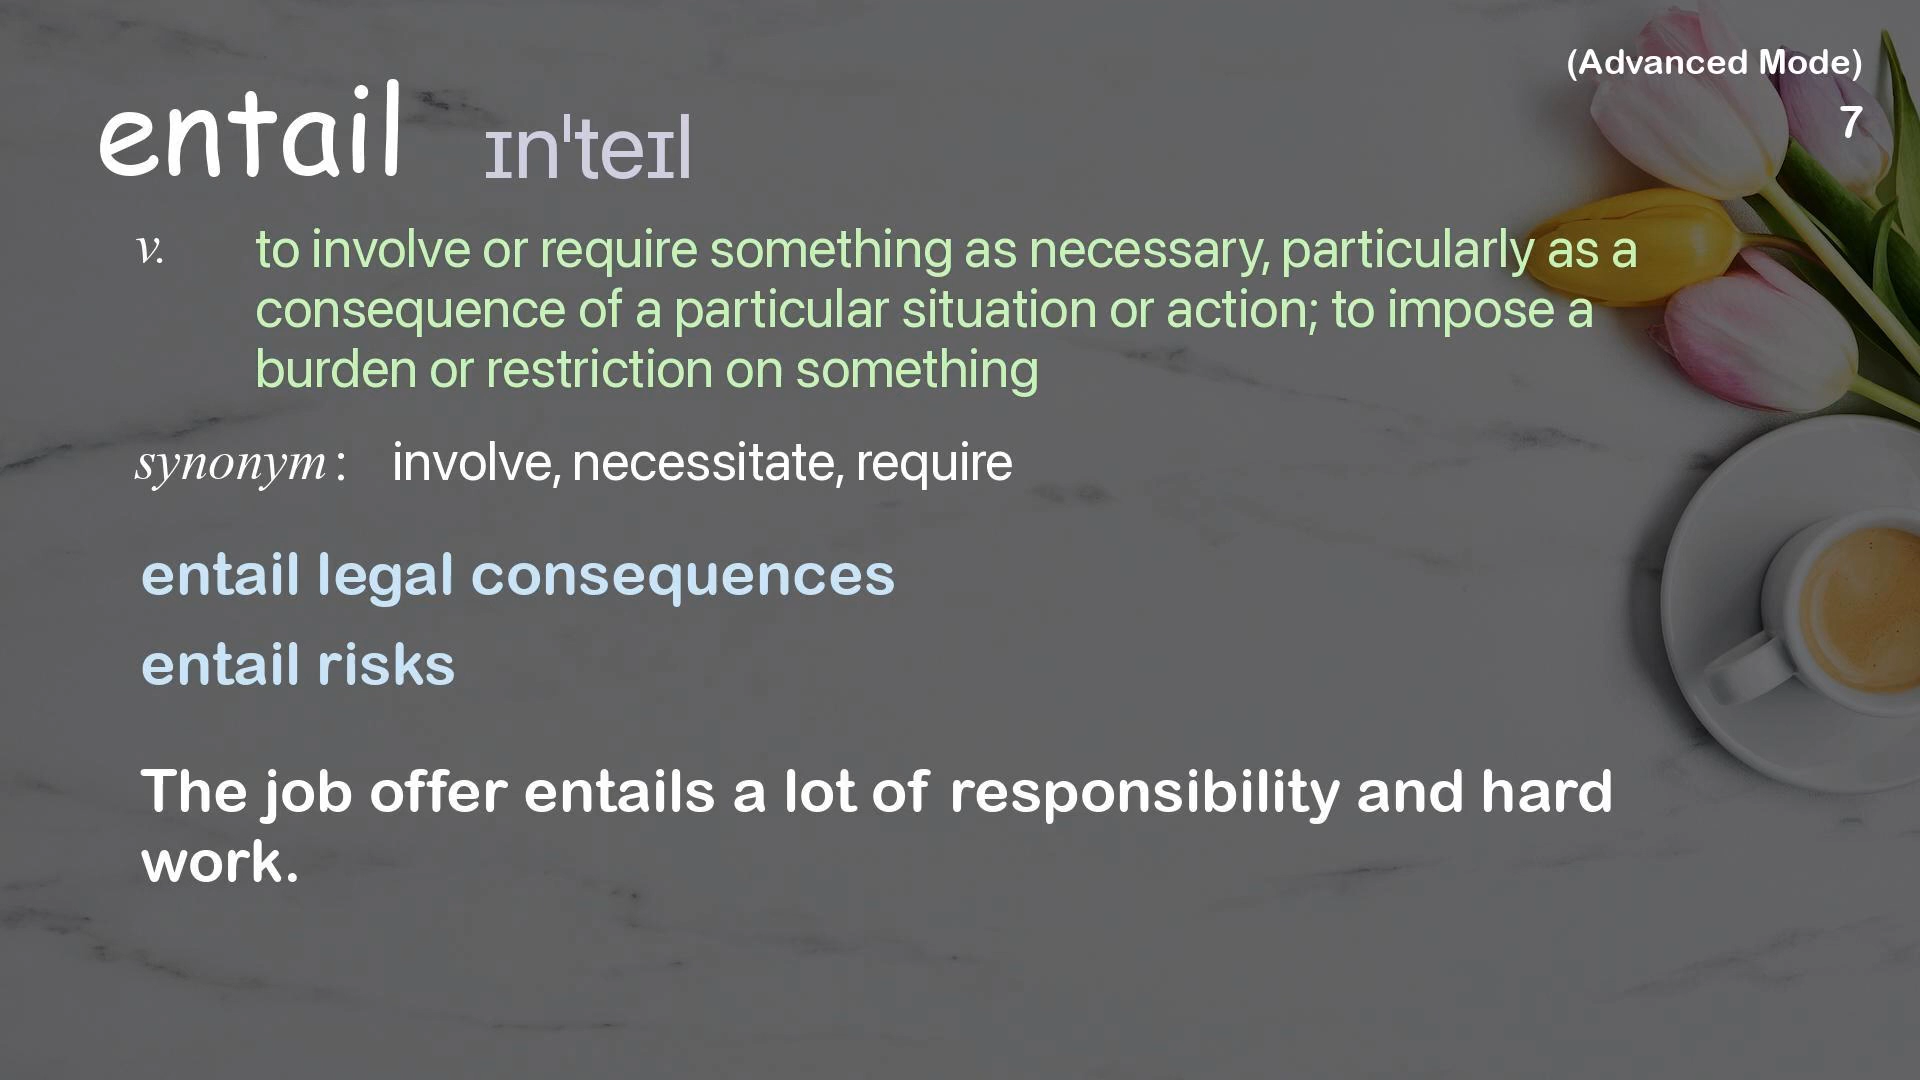 (Advanced Mode)
7
entail ɪnˈteɪl
v. to involve or require something as necessary, particularly as a
consequence of a particular situation or action; to impose a
burden or restriction on something
synonym : involve, necessitate, require
entail legal consequences
entail risks
The job offer entails a lot of responsibility and hard
work.